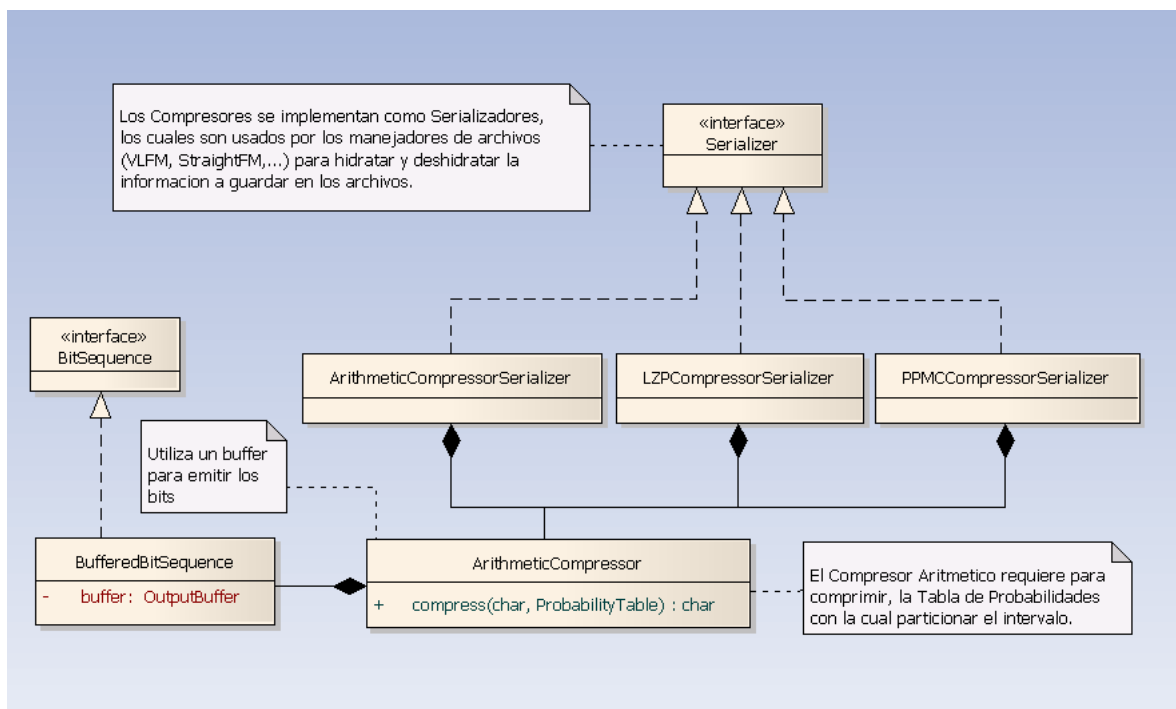 Los Compresores se implementan como Serializadores,
los cuales son usados por los manejadores de archivos
(VLFM, StraightFM,...) para hidratar y deshidratar la
informacion a guardar en los archivos.
«interface»
Serializer
«interface»
BitSequence
ArithmeticCompressorSerializer
LZPCompressorSerializer
PPMCCompressorSerializer
Utiliza un buffer
para emitir los
bits
BufferedBitSequence
- buffer: OutputBuffer
ArithmeticCompressor
+ compress(char, ProbabilityTable) : char
El Compresor Aritmetico requiere para
comprimir, la Tabla de Probabilidades
con la cual particionar el intervalo.